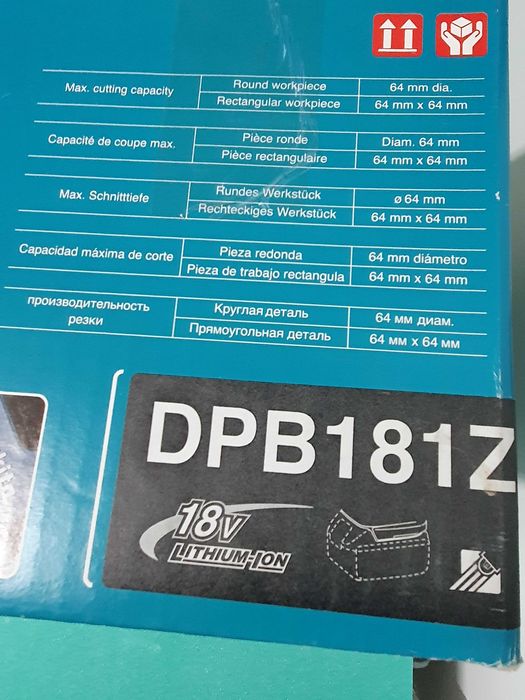 Max. cutting capacity
Round workpiece
64 mm dia.
Rectangular workpiece
64 mm x 64 mm
Capacité de coupe max.
Pièce ronde
Diam. 64 mm
Pièce rectangulaire
64 mm x 64 mm
Max. Schnitttiefe
Rundes Werkstück
ø 64 mm
Rechteckiges Werkstück
64 mm x 64 mm
Capacidad máxima de corte
Pieza redonda
64 mm diámetro
Pieza de trabajo rectangula
64 mm x 64 mm
производительность
резки
Круглая деталь
64 мм диам.
Прямоугольная деталь
64 мм x 64 мм
DPB181Z
18V
LITHIUM-ION